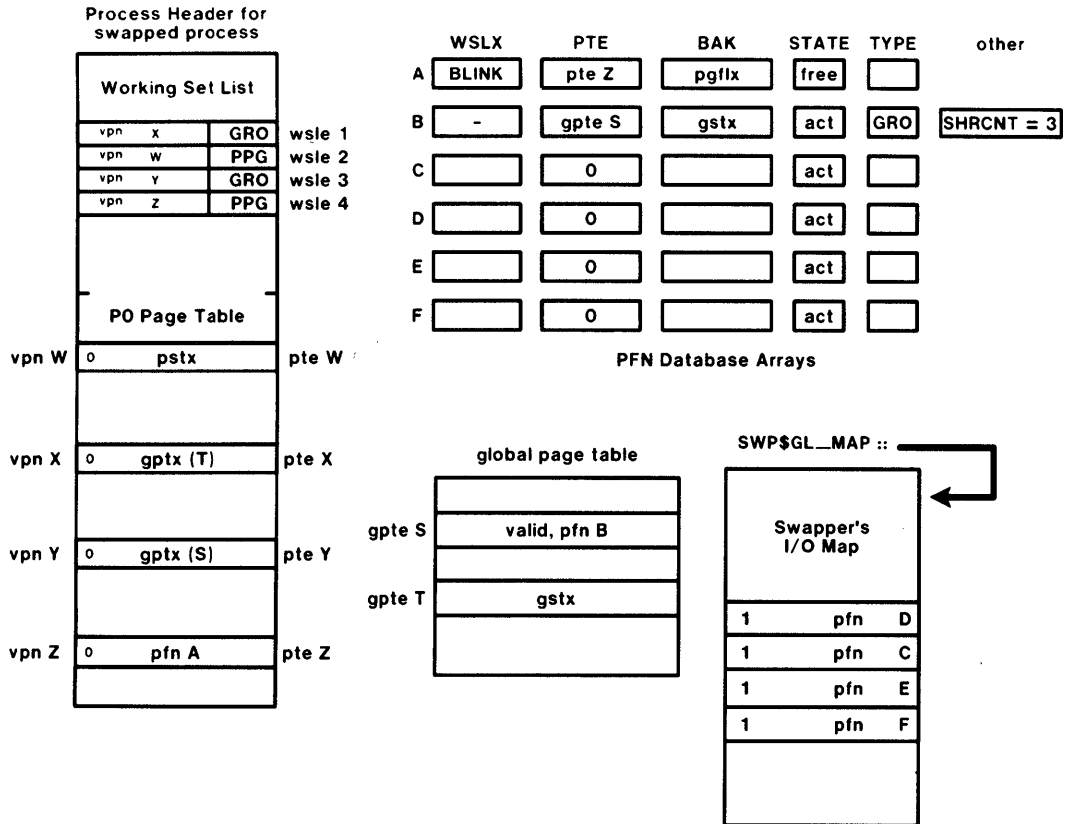 Process Header for
swapped process
Working Set List
vpn X GRO wsle 1
vpn W PPG wsle 2
vpn Y GRO wsle 3
vpn Z PPG wsle 4
PO Page Table
vpn W 0 pstx pte W
vpn X 0 gptx (T) pte X
vpn Y 0 gptx (S) pte Y
vpn Z 0 pfn A pte Z
WSLX PTE BAK STATE TYPE other
A BLINK pte Z pgflx free
B - gpte S gstx act GRO SHRCNT = 3
C 0 act
D 0 act
E 0 act
F 0 act
PFN Database Arrays
global page table
gpte S valid, pfn B
gpte T gstx
SWP$GL_MAP ::
Swapper's
I/O Map
1 pfn D
1 pfn C
1 pfn E
1 pfn F